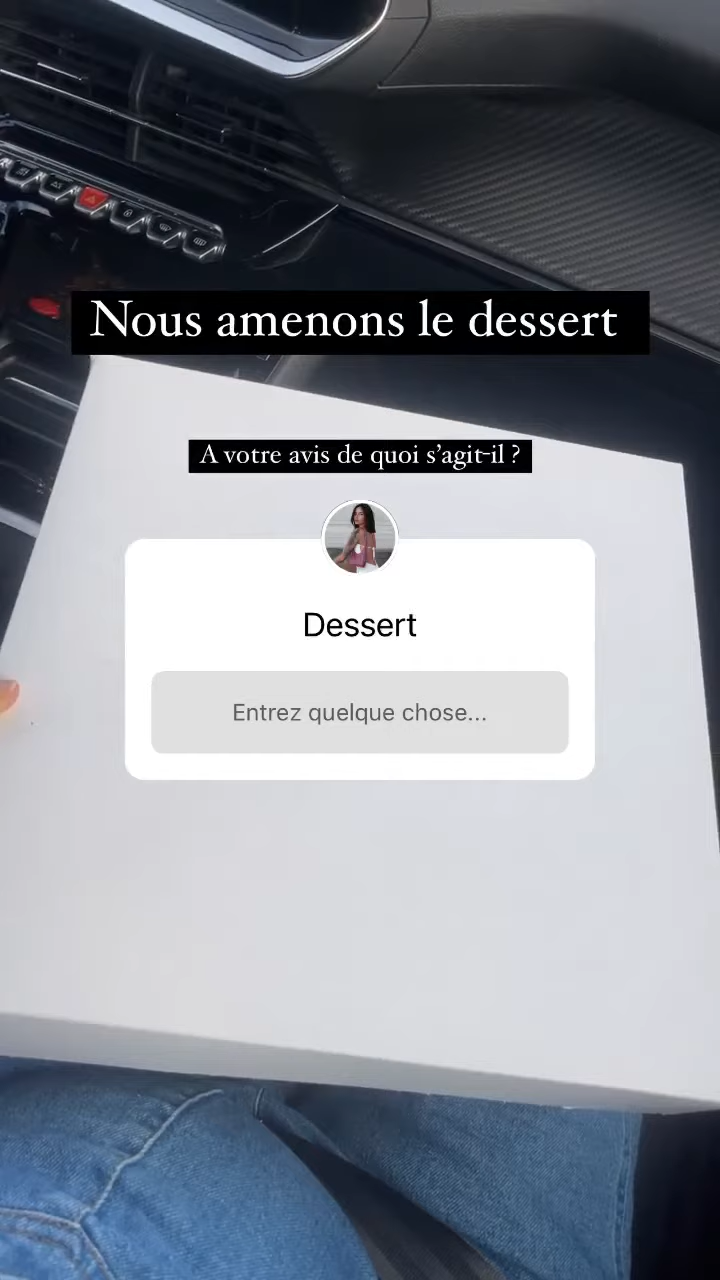 Nous amenons le dessert
A votre avis de quoi s'agit-il ?
Dessert
Entrez quelque chose...